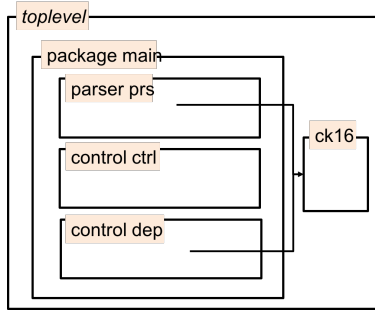 toplevel
package main
parser prs
ck16
control ctrl
control dep